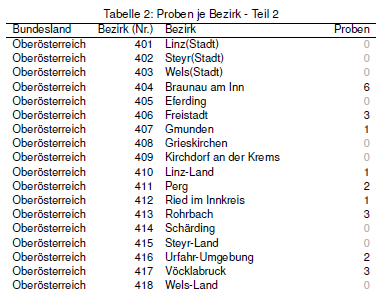 Tabelle 2: Proben je Bezirk - Teil 2
Bundesland Bezirk (Nr.) Bezirk Proben
Oberösterreich 401 Linz(Stadt) 0
Oberösterreich 402 Steyr(Stadt) 0
Oberösterreich 403 Wels(Stadt) 0
Oberösterreich 404 Braunau am Inn 6
Oberösterreich 405 Eferding 0
Oberösterreich 406 Freistadt 3
Oberösterreich 407 Gmunden 1
Oberösterreich 408 Grieskirchen 0
Oberösterreich 409 Kirchdorf an der Krems 0
Oberösterreich 410 Linz-Land 1
Oberösterreich 411 Perg 2
Oberösterreich 412 Ried im Innkreis 1
Oberösterreich 413 Rohrbach 3
Oberösterreich 414 Schärding 0
Oberösterreich 415 Steyr-Land 0
Oberösterreich 416 Urfahr-Umgebung 2
Oberösterreich 417 Vöcklabruck 3
Oberösterreich 418 Wels-Land 0